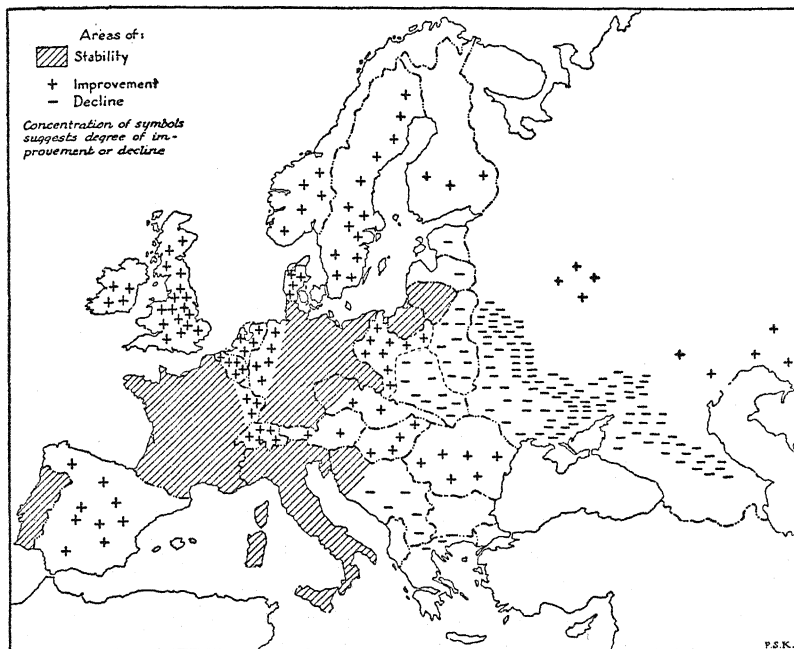 Areas of:
Stability
+ Improvement
- Decline
Concentration of symbols
suggests degree of im-
provement or decline
P.S.K.